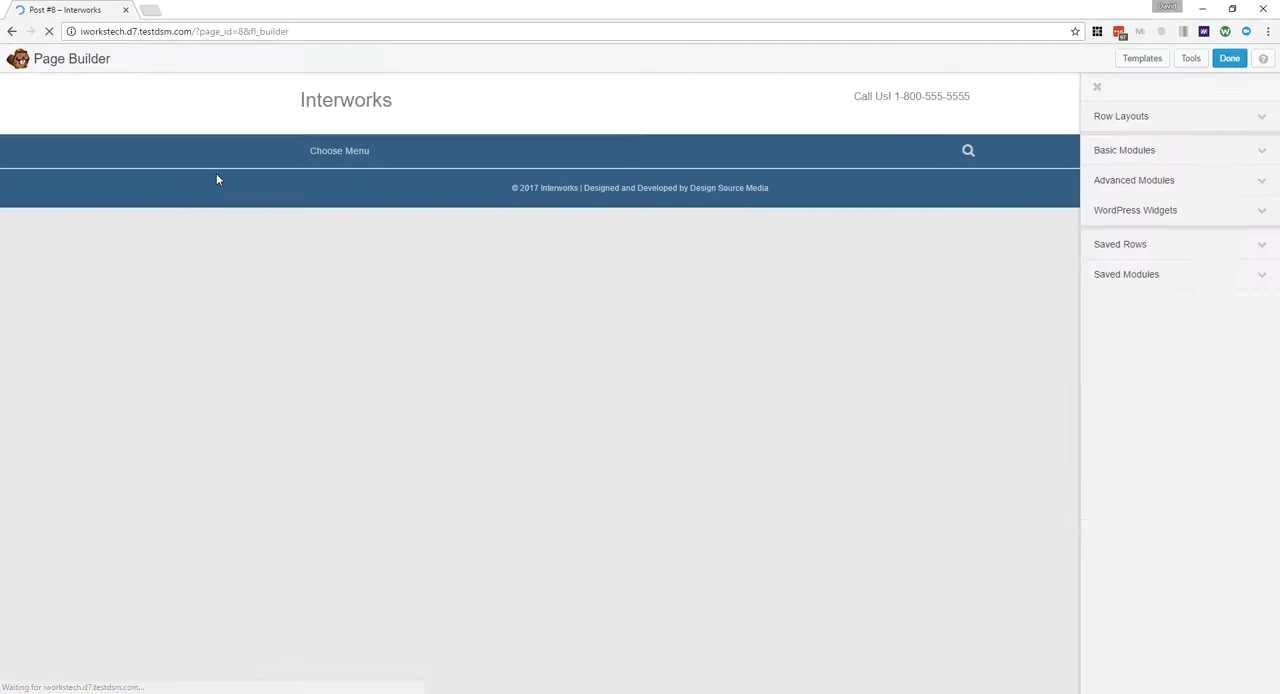 Post #8 – Interworks
David
iworkstech.d7.testdsm.com/?page_id=8&fl_builder
Page Builder
Templates
Tools
Done
Interworks
Call Us! 1-800-555-5555
Row Layouts
Choose Menu
Basic Modules
Advanced Modules
© 2017 Interworks | Designed and Developed by Design Source Media
WordPress Widgets
Saved Rows
Saved Modules
Waiting for iworkstech.d7.testdsm.com...